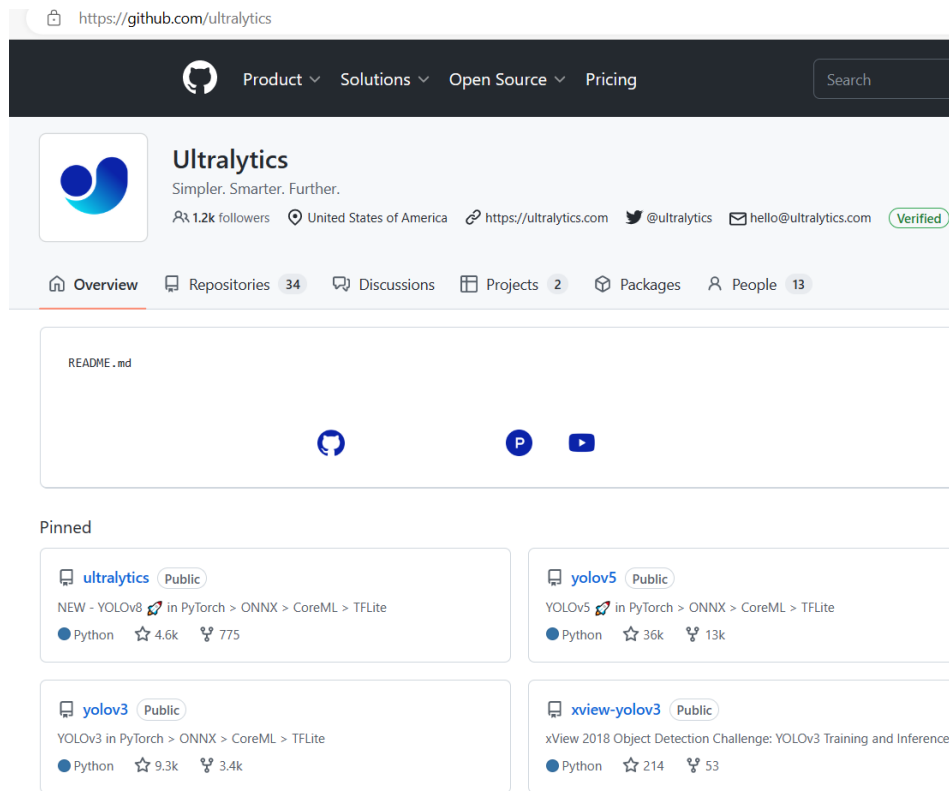 https://github.com/ultralytics
Product Solutions Open Source Pricing Search
Ultralytics
Simpler. Smarter. Further.
1.2k followers United States of America https://ultralytics.com @ultralytics hello@ultralytics.com Verified
Overview Repositories 34 Discussions Projects 2 Packages People 13
README.md
P
Pinned
ultralytics Public
NEW - YOLOv8 🚀 in PyTorch > ONNX > CoreML > TFLite
Python 4.6k 775
yolov5 Public
YOLOv5 🚀 in PyTorch > ONNX > CoreML > TFLite
Python 36k 13k
yolov3 Public
YOLOv3 in PyTorch > ONNX > CoreML > TFLite
Python 9.3k 3.4k
xview-yolov3 Public
xView 2018 Object Detection Challenge: YOLOv3 Training and Inference
Python 214 53